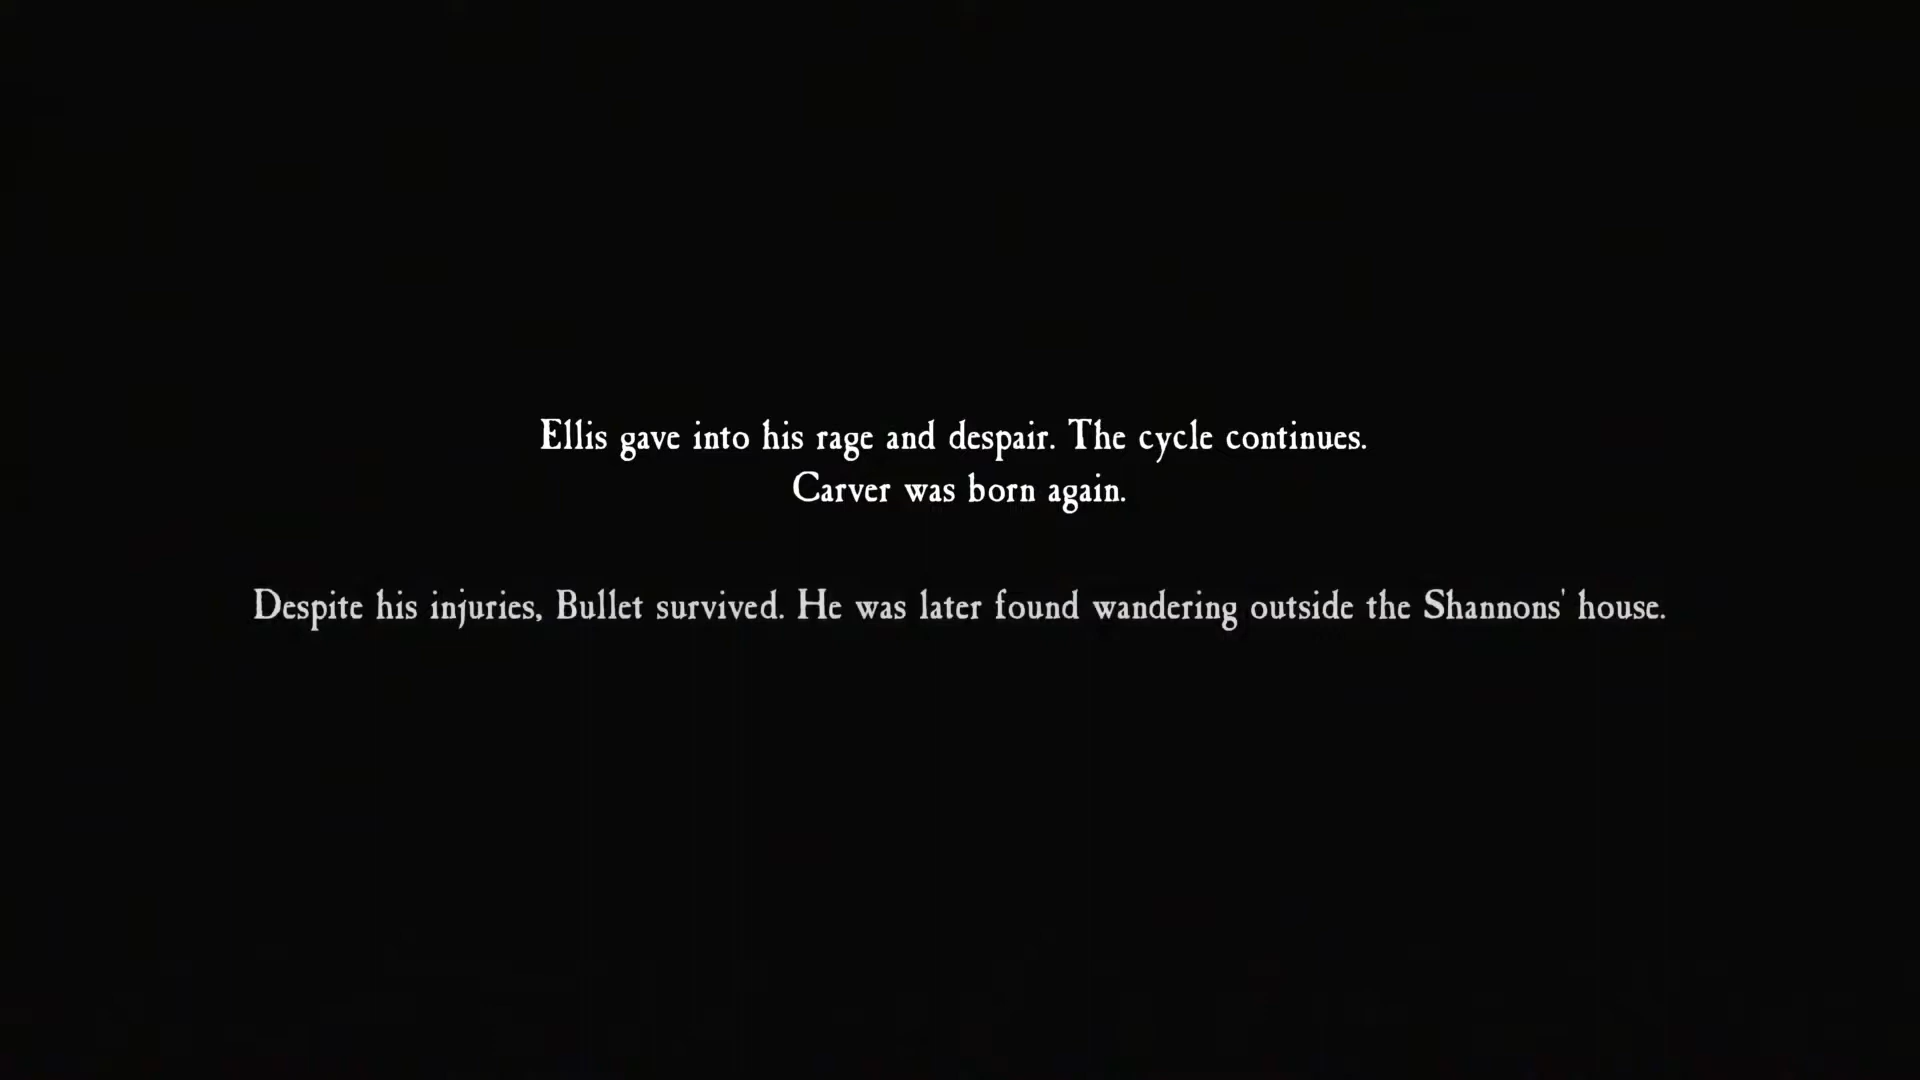 Ellis gave into his rage and despair. The cycle continues.
Carver was born again.
Despite his injuries, Bullet survived. He was later found wandering outside the Shannons' house.